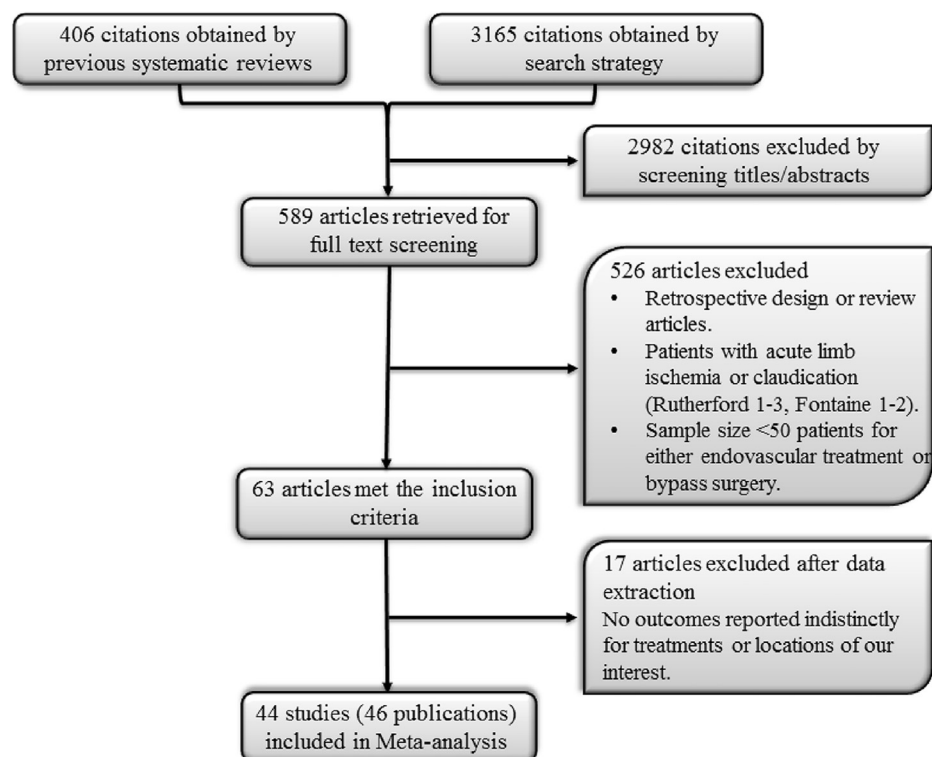 406 citations obtained by
previous systematic reviews
3165 citations obtained by
search strategy
2982 citations excluded by
screening titles/abstracts
589 articles retrieved for
full text screening
526 articles excluded
• Retrospective design or review
articles.
• Patients with acute limb
ischemia or claudication
(Rutherford 1-3, Fontaine 1-2).
• Sample size <50 patients for
either endovascular treatment or
bypass surgery.
63 articles met the inclusion
criteria
17 articles excluded after data
extraction
No outcomes reported indistinctly
for treatments or locations of our
interest.
44 studies (46 publications)
included in Meta-analysis